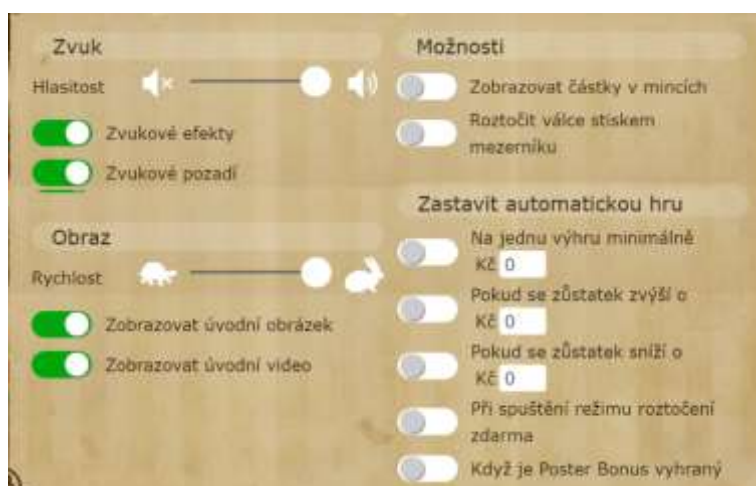 Zvuk
Hlasitost
Zvukové efekty
Zvukové pozadí
Obraz
Rychlost
Zobrazovat úvodní obrázek
Zobrazovat úvodní video
Možnosti
Zobrazovat částky v mincích
Roztočit válce stiskem
mezerníku
Zastavit automatickou hru
Na jednu výhru minimálně
Kč 0
Pokud se zůstatek zvýší o
Kč 0
Pokud se zůstatek sníží o
Kč 0
Při spuštění režimu roztočení
zdarma
Když je Poster Bonus vyhraný